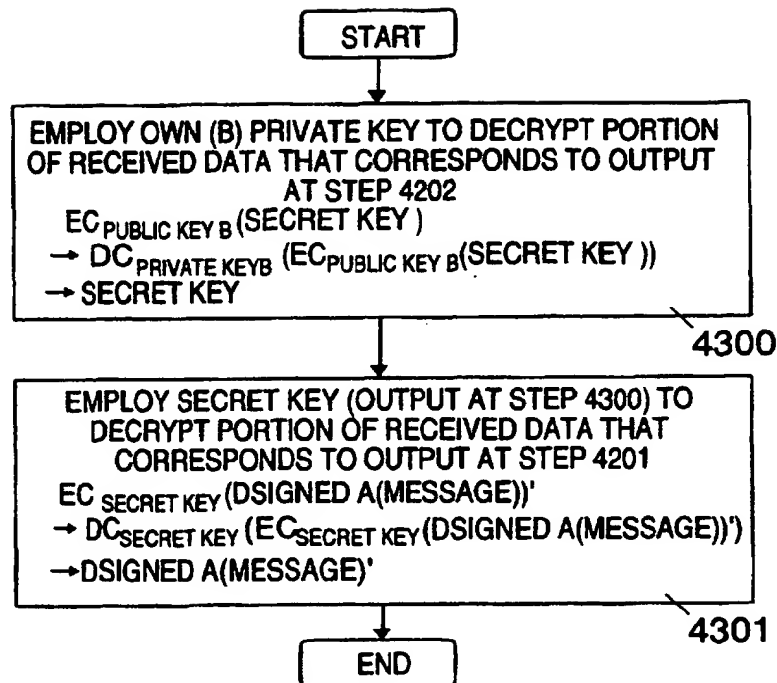 START
EMPLOY OWN (B) PRIVATE KEY TO DECRYPT PORTION
OF RECEIVED DATA THAT CORRESPONDS TO OUTPUT
AT STEP 4202
EC PUBLIC KEY B (SECRET KEY)
→ DC PRIVATE KEYB (EC PUBLIC KEY B(SECRET KEY))
→ SECRET KEY
4300
EMPLOY SECRET KEY (OUTPUT AT STEP 4300) TO
DECRYPT PORTION OF RECEIVED DATA THAT
CORRESPONDS TO OUTPUT AT STEP 4201
EC SECRET KEY (DSIGNED A(MESSAGE))'
→ DC SECRET KEY (EC SECRET KEY (DSIGNED A(MESSAGE))')
→DSIGNED A(MESSAGE)'
4301
END